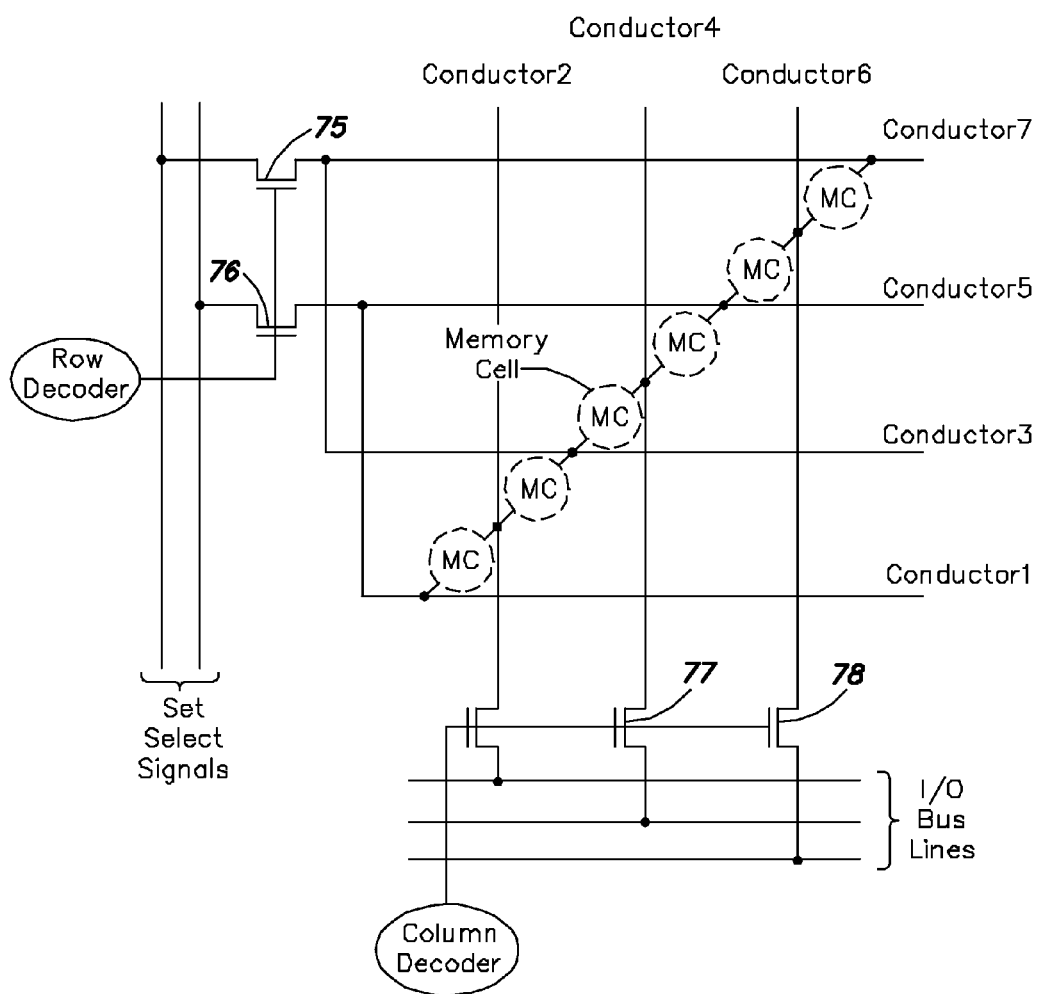 Conductor4
Conductor2
Conductor6
75
Conductor7
MC
76
MC
Conductor5
Row
Decoder
Memory
Cell
MC
MC
Conductor3
MC
MC
Conductor1
77
78
Set
Select
Signals
I/O
Bus
Lines
Column
Decoder